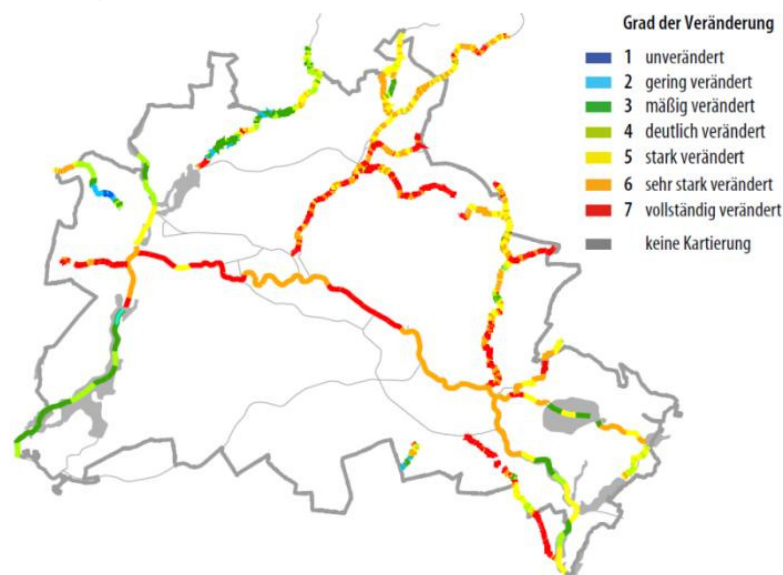 Grad der Veränderung
1 unverändert
2 gering verändert
3 mäßig verändert
4 deutlich verändert
5 stark verändert
6 sehr stark verändert
7 vollständig verändert
keine Kartierung